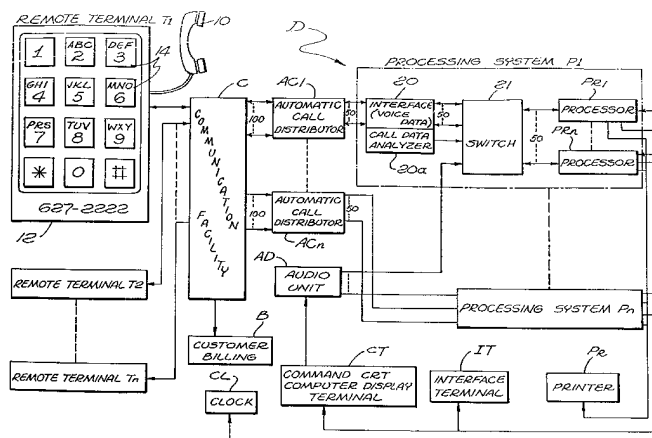 REMOTE TERMINAL T1
10
D
PROCESSING SYSTEM P1
1
ABC
2
DEF
3
14
GHI
4
JKL
5
MNO
6
PRS
7
TUV
8
WXY
9
*
0
#
627-2222
12
C
COMMUNICATION FACILITY
100
AC1
AUTOMATIC CALL DISTRIBUTOR
50
20
INTERFACE (VOICE DATA)
CALL DATA ANALYZER
20a
50
21
SWITCH
50
PR1
PROCESSOR
PRn
PROCESSOR
100
AUTOMATIC CALL DISTRIBUTOR
ACn
50
AD
AUDIO UNIT
REMOTE TERMINAL T2
REMOTE TERMINAL Tn
PROCESSING SYSTEM Pn
B
CUSTOMER BILLING
CL
CLOCK
CT
COMMAND CRT COMPUTER DISPLAY TERMINAL
IT
INTERFACE TERMINAL
PR
PRINTER